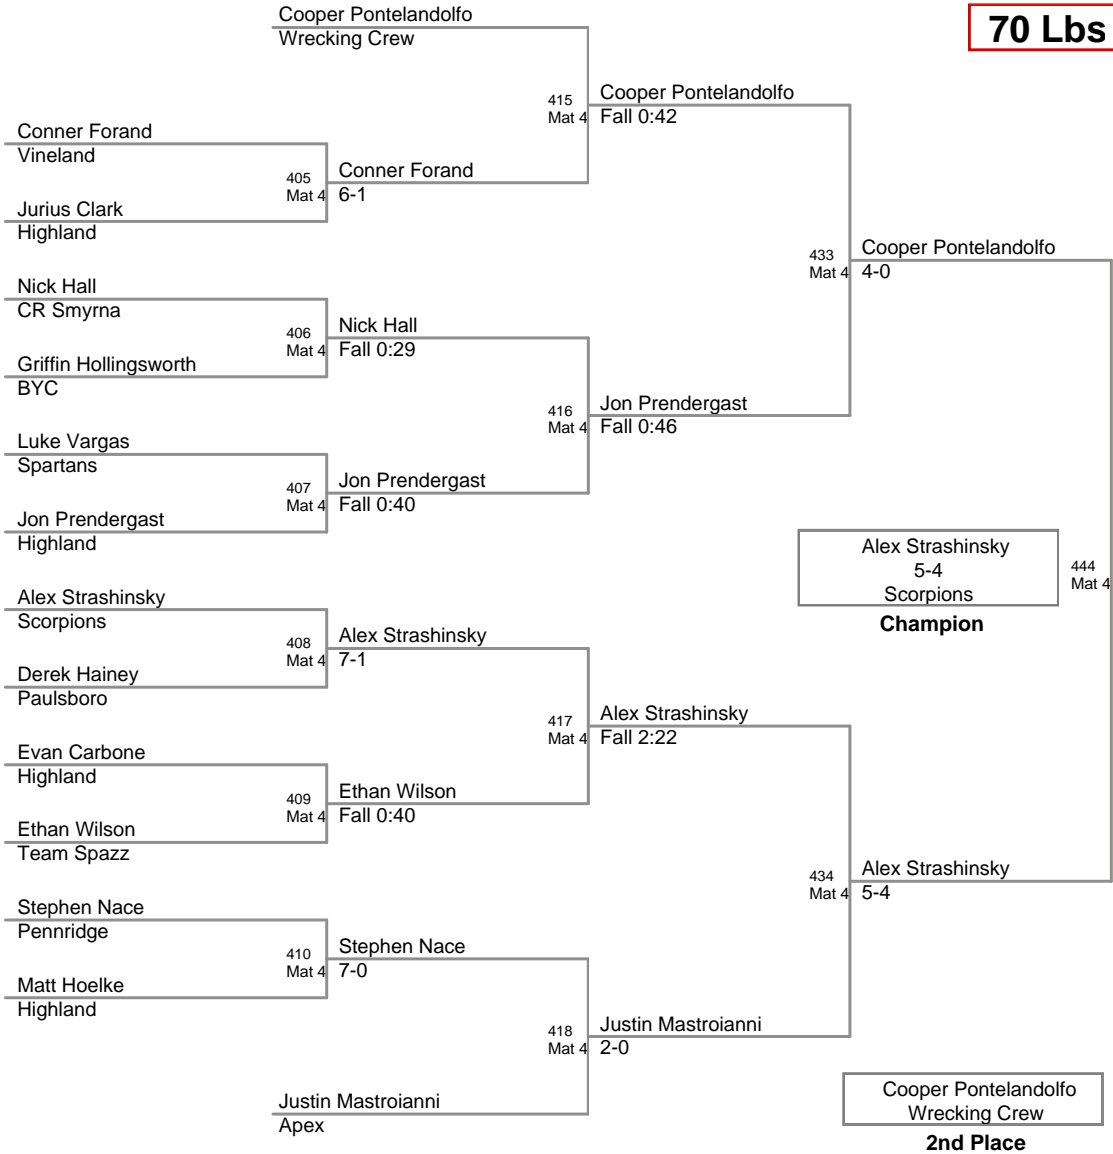 Cooper Pontelandolfo
Wrecking Crew
70 Lbs
415
Mat 4
Cooper Pontelandolfo
Fall 0:42
Conner Forand
Vineland
405
Mat 4
Conner Forand
6-1
Jurius Clark
Highland
433
Mat 4
Cooper Pontelandolfo
4-0
Nick Hall
CR Smyrna
406
Mat 4
Nick Hall
Fall 0:29
Griffin Hollingsworth
BYC
416
Mat 4
Jon Prendergast
Fall 0:46
Luke Vargas
Spartans
407
Mat 4
Jon Prendergast
Fall 0:40
Jon Prendergast
Highland
Alex Strashinsky
5-4
Scorpions
Champion
444
Mat 4
Alex Strashinsky
Scorpions
408
Mat 4
Alex Strashinsky
7-1
Derek Hainey
Paulsboro
417
Mat 4
Alex Strashinsky
Fall 2:22
Evan Carbone
Highland
409
Mat 4
Ethan Wilson
Fall 0:40
Ethan Wilson
Team Spazz
434
Mat 4
Alex Strashinsky
5-4
Stephen Nace
Pennridge
410
Mat 4
Stephen Nace
7-0
Matt Hoelke
Highland
418
Mat 4
Justin Mastroianni
2-0
Justin Mastroianni
Apex
Cooper Pontelandolfo
Wrecking Crew
2nd Place